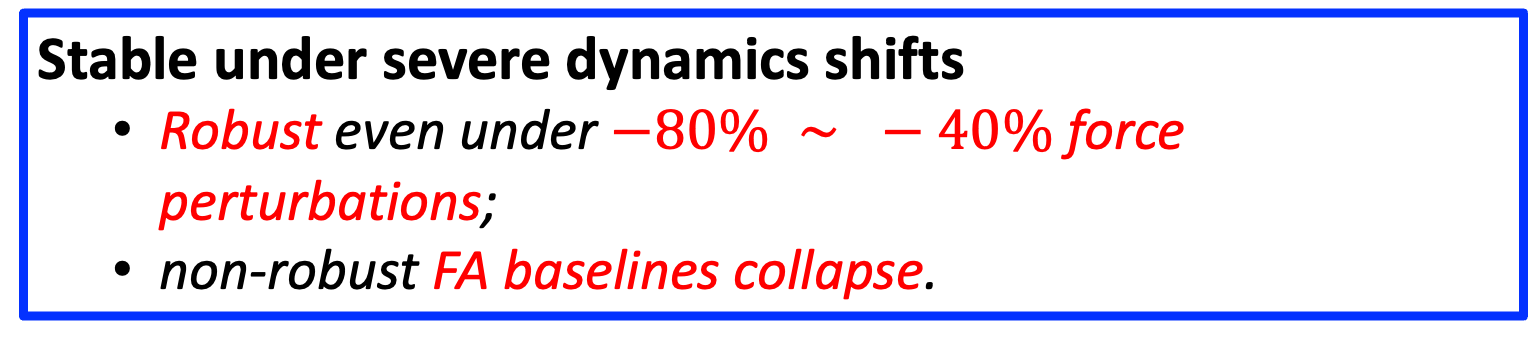 Stable under severe dynamics shifts
• Robust even under −80% ~ − 40% force
perturbations;
• non-robust FA baselines collapse.